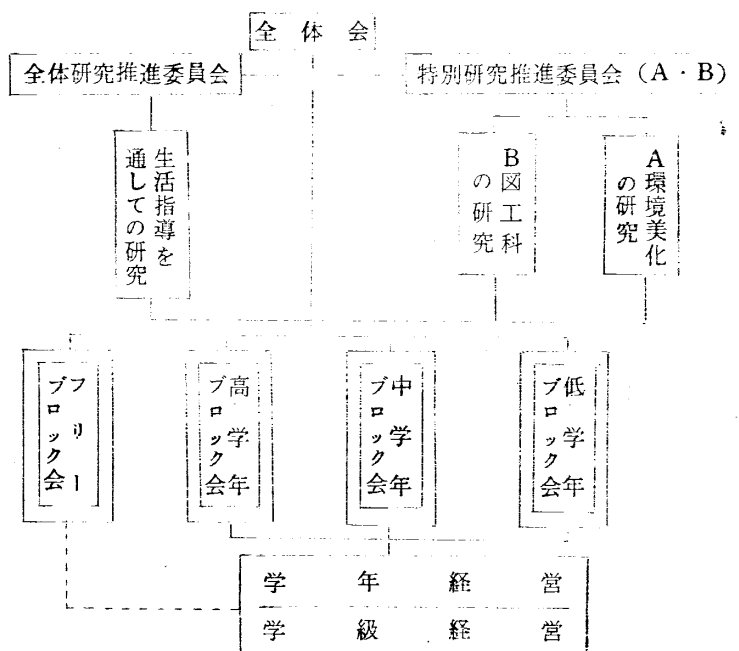 全体会
全体研究推進委員会
特別研究推進委員会（A・B）
生活指導を
通しての研究
B図工科
の研究
A環境美化
の研究
フリー
ブロック会
高学年
ブロック会
中学年
ブロック会
低学年
ブロック会
学年経営
学級経営